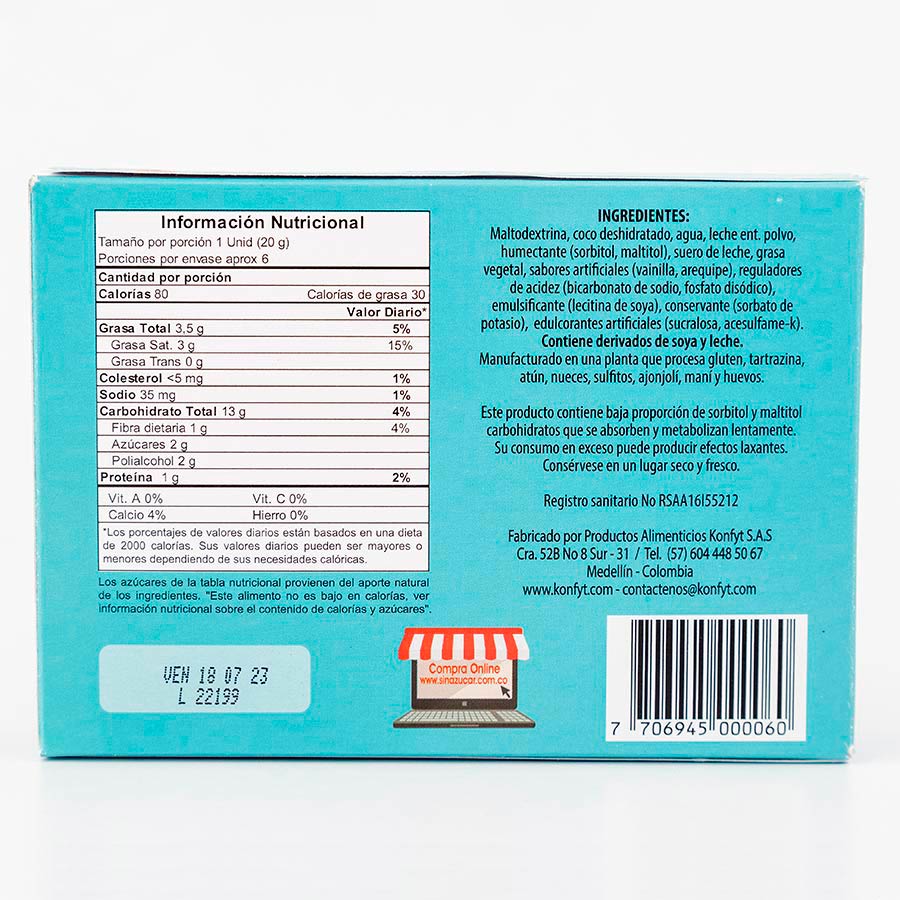 Información Nutricional
Tamaño por porción 1 Unid (20 g)
Porciones por envase aprox 6
Cantidad por porción
Calorías 80 Calorías de grasa 30
Valor Diario*
Grasa Total 3,5 g 5%
Grasa Sat. 3 g 15%
Grasa Trans 0 g
Colesterol <5 mg 1%
Sodio 35 mg 1%
Carbohidrato Total 13 g 4%
Fibra dietaria 1 g 4%
Azúcares 2 g
Polialcohol 2 g
Proteína 1 g 2%
Vit. A 0% Vit. C 0%
Calcio 4% Hierro 0%
*Los porcentajes de valores diarios están basados en una dieta
de 2000 calorías. Sus valores diarios pueden ser mayores o
menores dependiendo de sus necesidades calóricas.
Los azúcares de la tabla nutricional provienen del aporte natural
de los ingredientes. "Este alimento no es bajo en calorías, ver
información nutricional sobre el contenido de calorías y azúcares".
VEN 18 07 23
L 22199
INGREDIENTES:
Maltodextrina, coco deshidratado, agua, leche ent. polvo,
humectante (sorbitol, maltitol), suero de leche, grasa
vegetal, sabores artificiales (vainilla, arequipe), reguladores
de acidez (bicarbonato de sodio, fosfato disódico),
emulsificante (lecitina de soya), conservante (sorbato de
potasio), edulcorantes artificiales (sucralosa, acesulfame-k).
Contiene derivados de soya y leche.
Manufacturado en una planta que procesa gluten, tartrazina,
atún, nueces, sulfitos, ajonjolí, maní y huevos.
Este producto contiene baja proporción de sorbitol y maltitol
carbohidratos que se absorben y metabolizan lentamente.
Su consumo en exceso puede producir efectos laxantes.
Consérvese en un lugar seco y fresco.
Registro sanitario No RSAA16I55212
Fabricado por Productos Alimenticios Konfyt S.A.S
Cra. 52B No 8 Sur - 31 / Tel. (57) 604 448 50 67
Medellín - Colombia
www.konfyt.com - contactenos@konfyt.com
Compra Online
www.sinazucar.com.co
7 706945 000060